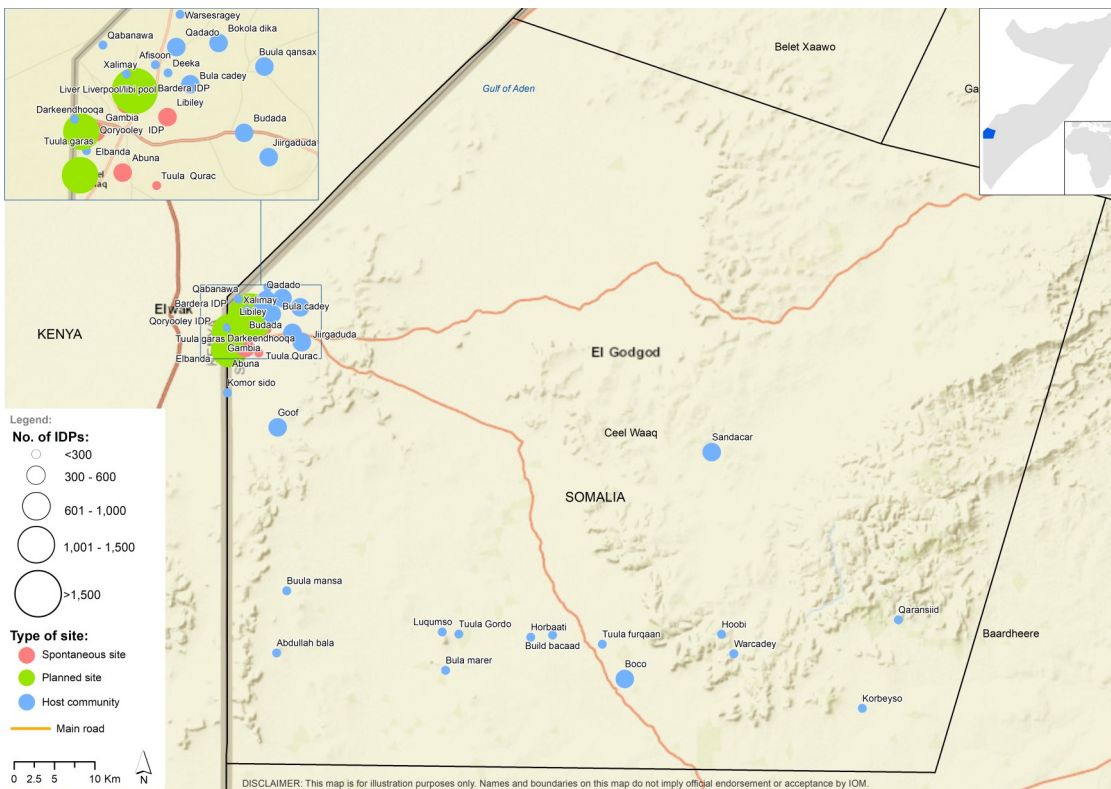 Warsesragey
Bokola dika
Qadado
Qabanawa
Buula qansax
Afisoon
Xalimay
Deeka
Bula cadey
Liver Liverpool/libi pool
Bardera IDP
Libiley
Darkeendhooqa
Gambia
Qoryooley IDP
Budada
Tuula garas
Elbanda
Abuna
Jiirgaduda
Tuula Qurac
Belet Xaawo
Gulf of Aden
KENYA
Elwak
Qabanawa
Qadado
Bardera IDP
Xalimay
Libiley
Bula cadey
Qoryooley IDP
Budada
Tuula garas
Darkeendhooqa
Jiirgaduda
Gambia
Elbanda
Abuna
Tuula Qurac
Komor sido
El Godgod
Goof
Ceel Waaq
Sandacar
SOMALIA
Buula mansa
Luqumso
Tuula Gordo
Horbaati
Build bacaad
Tuula furqaan
Hoobi
Warcadey
Qaransiid
Baardheere
Abdullah bala
Bula marer
Boco
Korbeyso
Legend:
No. of IDPs:
<300
300 - 600
601 - 1,000
1,001 - 1,500
>1,500
Type of site:
Spontaneous site
Planned site
Host community
Main road
0 2.5 5 10 Km
N
DISCLAIMER: This map is for illustration purposes only. Names and boundaries on this map do not imply official endorsement or acceptance by IOM.